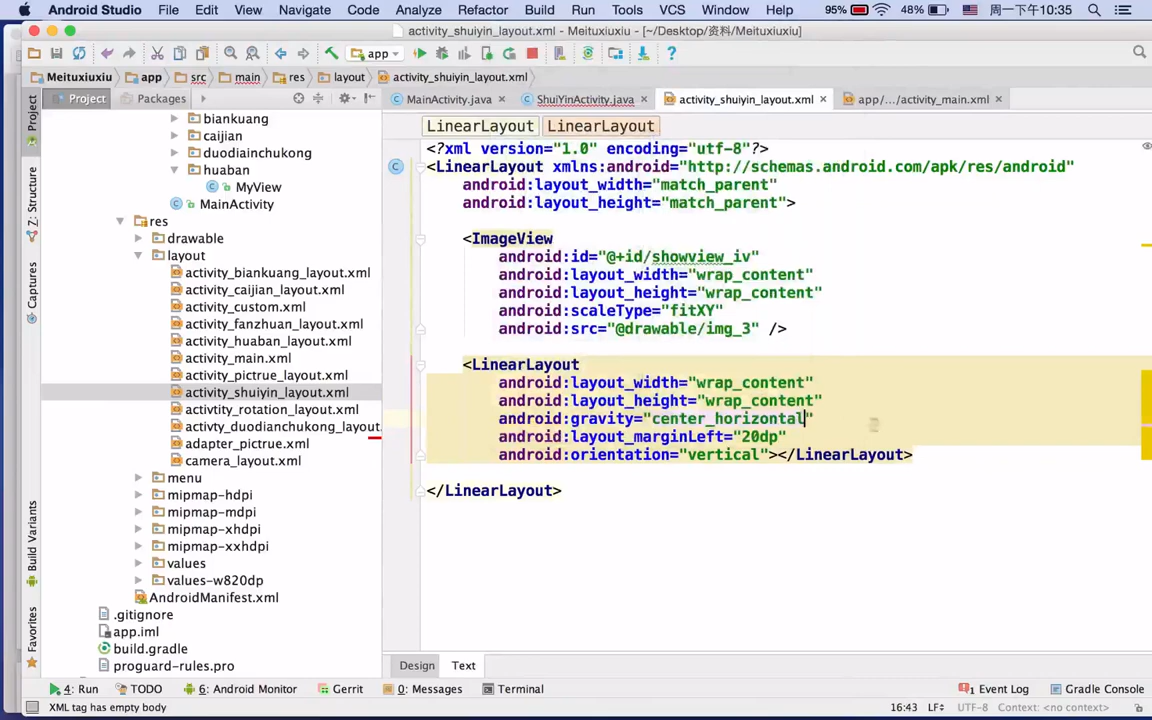 Android Studio File Edit View Navigate Code Analyze Refactor Build Run Tools VCS Window Help 95% 48% 周一下午10:35
activity_shuiyin_layout.xml - Meituxiuxiu - [~/Desktop/资料/Meituxiuxiu]
app
Meituxiuxiu app src main res layout activity_shuiyin_layout.xml
Project Packages MainActivity.java ShuiYinActivity.java activity_shuiyin_layout.xml app/.../activity_main.xml
Project
Z: Structure
Captures
Build Variants
Favorites
biankuang
caijian
duodianchukong
huaban
MyView
MainActivity
res
drawable
layout
activity_biankuang_layout.xml
activity_caijian_layout.xml
activity_custom.xml
activity_fanzhuan_layout.xml
activity_huaban_layout.xml
activity_main.xml
activity_pictrue_layout.xml
activity_shuiyin_layout.xml
activtity_rotation_layout.xml
activity_duodianchukong_layout.
adapter_pictrue.xml
camera_layout.xml
menu
mipmap-hdpi
mipmap-mdpi
mipmap-xhdpi
mipmap-xxhdpi
values
values-w820dp
AndroidManifest.xml
.gitignore
app.iml
build.gradle
proguard-rules.pro
LinearLayout LinearLayout
<?xml version="1.0" encoding="utf-8"?>
<LinearLayout xmlns:android="http://schemas.android.com/apk/res/android"
android:layout_width="match_parent"
android:layout_height="match_parent">
<ImageView
android:id="@+id/showview_iv"
android:layout_width="wrap_content"
android:layout_height="wrap_content"
android:scaleType="fitXY"
android:src="@drawable/img_3" />
<LinearLayout
android:layout_width="wrap_content"
android:layout_height="wrap_content"
android:gravity="center_horizontal"
android:layout_marginLeft="20dp"
android:orientation="vertical"></LinearLayout>
</LinearLayout>
Design Text
4: Run TODO 6: Android Monitor Gerrit 0: Messages Terminal 1 Event Log Gradle Console
XML tag has empty body 16:43 LF÷ UTF-8 Context: <no context>